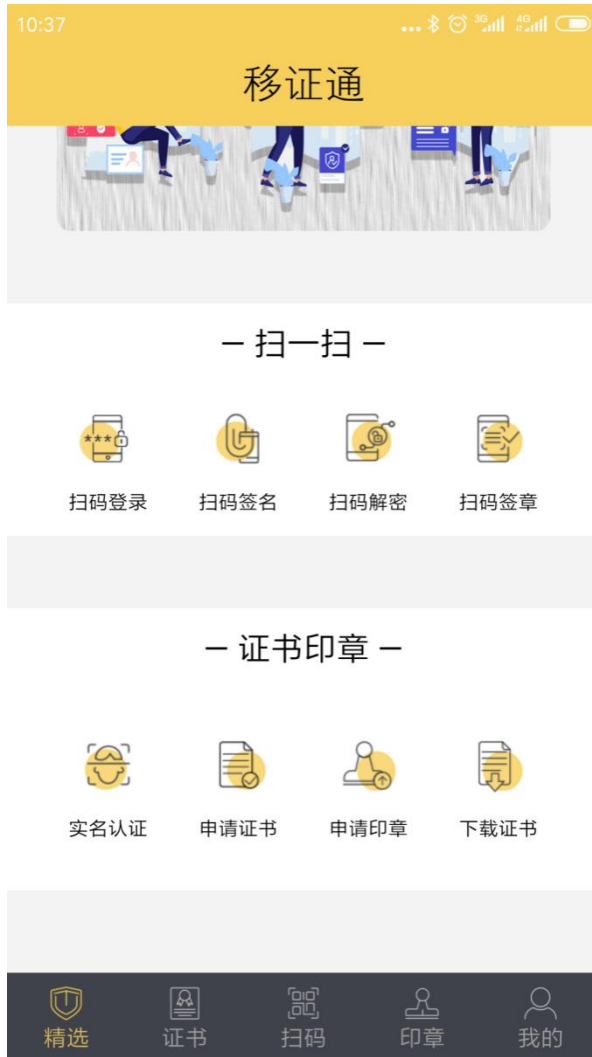 10:37
3G 4G
移证通
— 扫一扫 —
扫码登录 扫码签名 扫码解密 扫码签章
— 证书印章 —
实名认证 申请证书 申请印章 下载证书
精选 证书 扫码 印章 我的